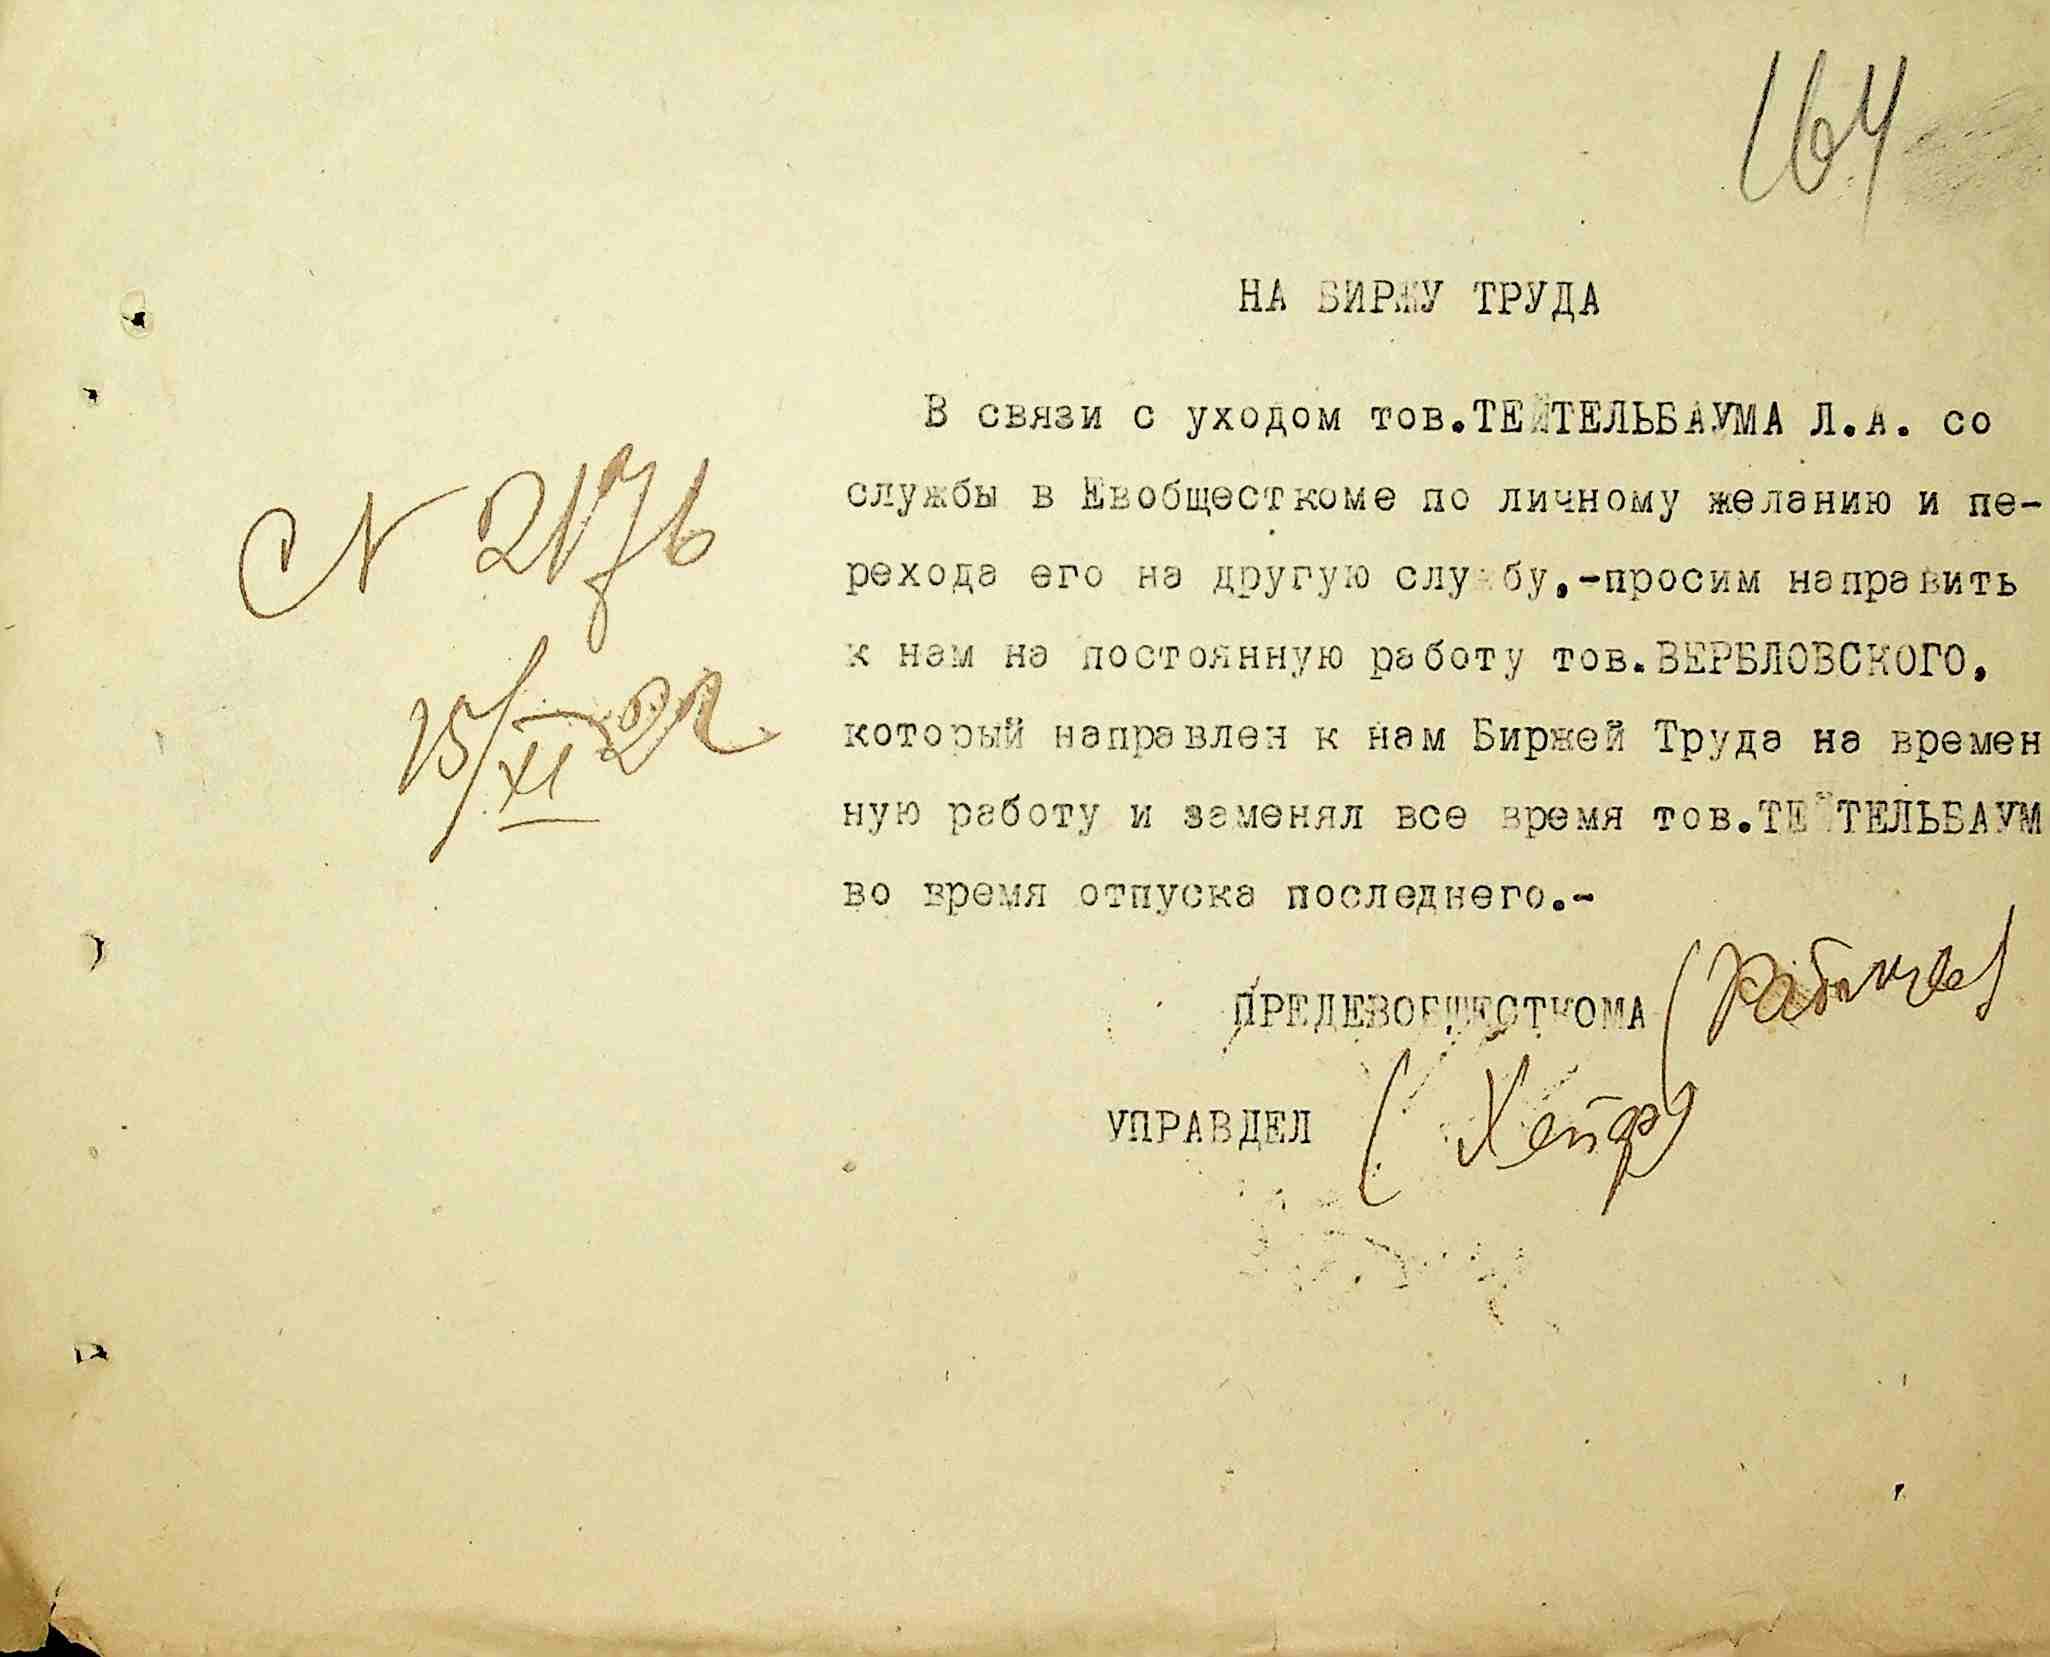 164
НА БИРЖУ ТРУДА
В связи с уходом тов.ТЕЙТЕЛЬБАУМА Л.А. со
службы в Евобщесткоме по личному желанию и пе-
рехода его на другую службу,-просим направить
к нам на постоянную работу тов.ВЕРБЛОВСКОГО,
который направлен к нам Биржей Труда на времен
ную работу и заменял все время тов.ТЕЙТЕЛЬБАУМ
во время отпуска последнего.-
N 2176
15/XI 22
ПРЕДЕВОБЩЕСТКОМА
УПРАВДЕЛ